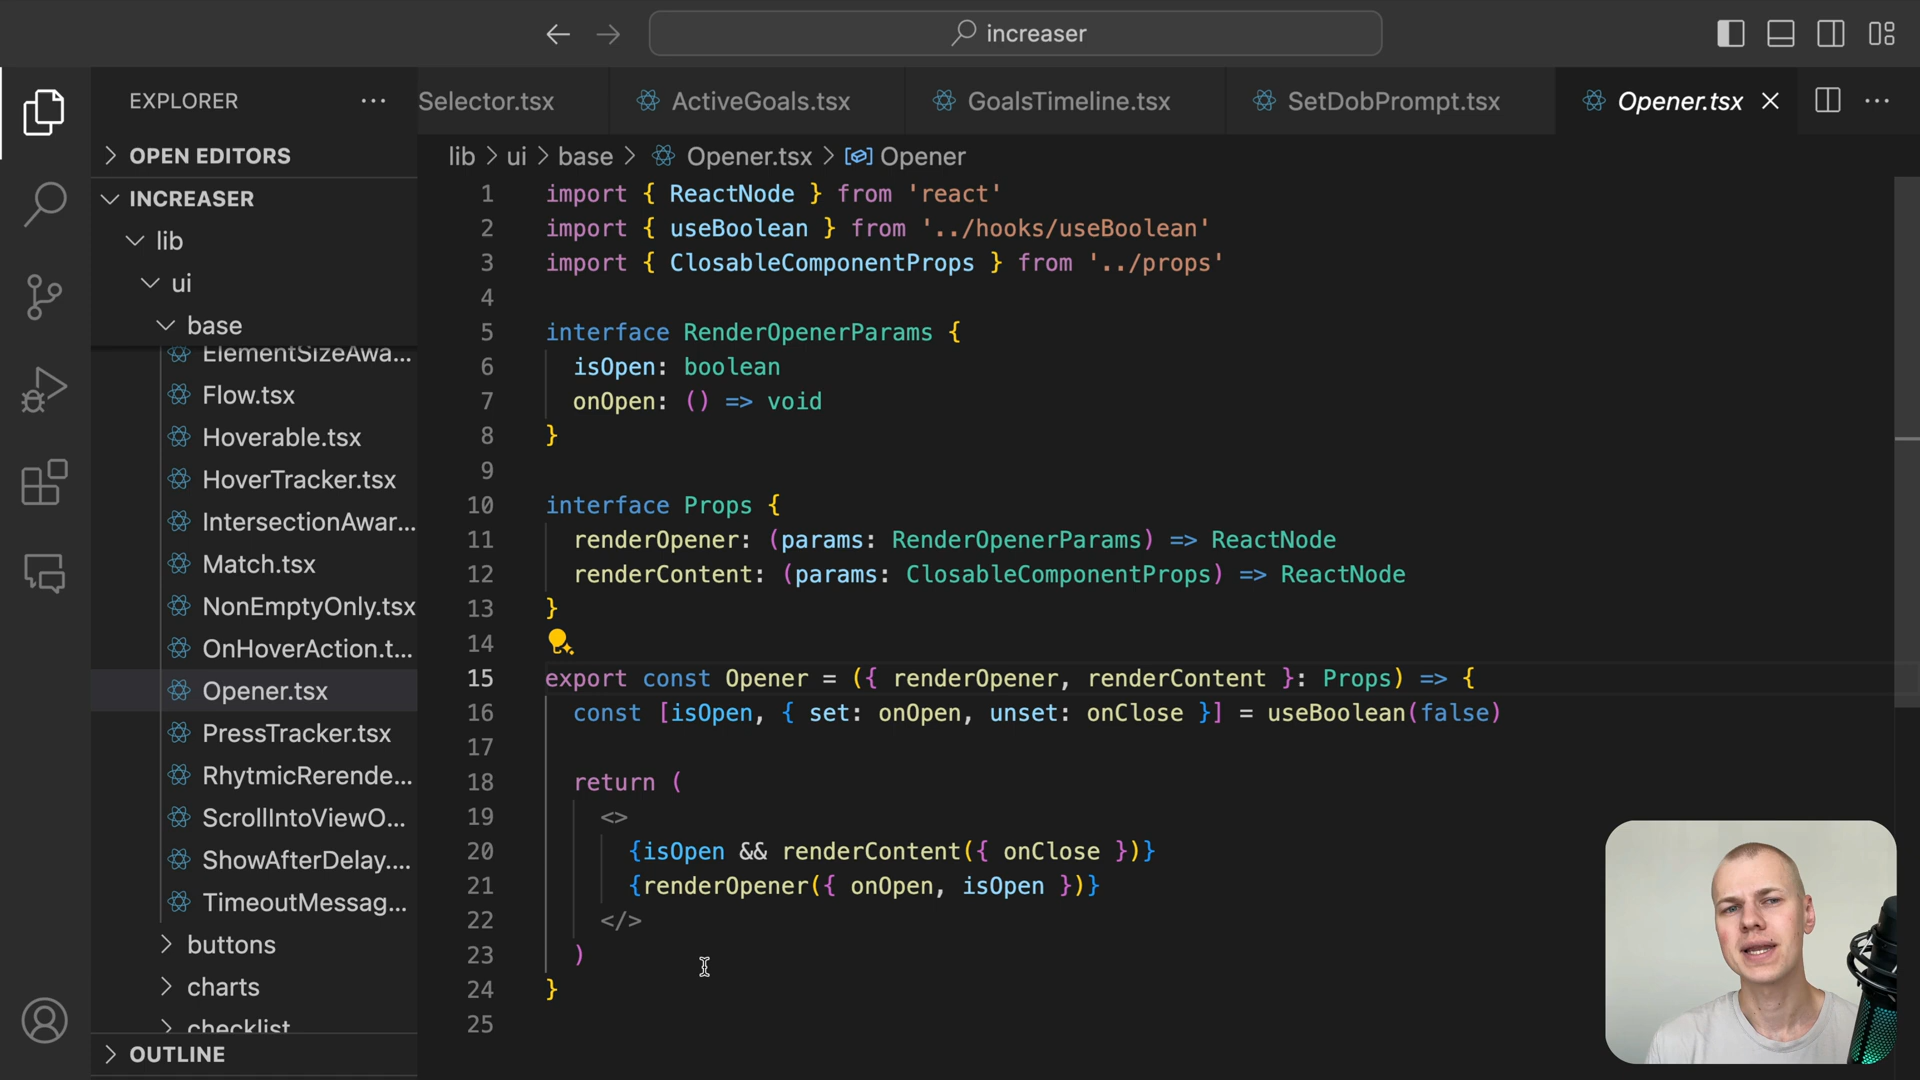 increaser
EXPLORER
Selector.tsx
ActiveGoals.tsx
GoalsTimeline.tsx
SetDobPrompt.tsx
Opener.tsx
OPEN EDITORS
INCREASER
lib
ui
base
ElementSizeAwa...
Flow.tsx
Hoverable.tsx
HoverTracker.tsx
IntersectionAwar...
Match.tsx
NonEmptyOnly.tsx
OnHoverAction.t...
Opener.tsx
PressTracker.tsx
RhytmicRerende...
ScrollIntoViewO...
ShowAfterDelay....
TimeoutMessag...
buttons
charts
checklist
OUTLINE
lib > ui > base > Opener.tsx > Opener
1 import { ReactNode } from 'react'
2 import { useBoolean } from '../hooks/useBoolean'
3 import { ClosableComponentProps } from '../props'
4
5 interface RenderOpenerParams {
6 isOpen: boolean
7 onOpen: () => void
8 }
9
10 interface Props {
11 renderOpener: (params: RenderOpenerParams) => ReactNode
12 renderContent: (params: ClosableComponentProps) => ReactNode
13 }
14
15 export const Opener = ({ renderOpener, renderContent }: Props) => {
16 const [isOpen, { set: onOpen, unset: onClose }] = useBoolean(false)
17
18 return (
19 <>
20 {isOpen && renderContent({ onClose })}
21 {renderOpener({ onOpen, isOpen })}
22 </>
23 )
24 }
25